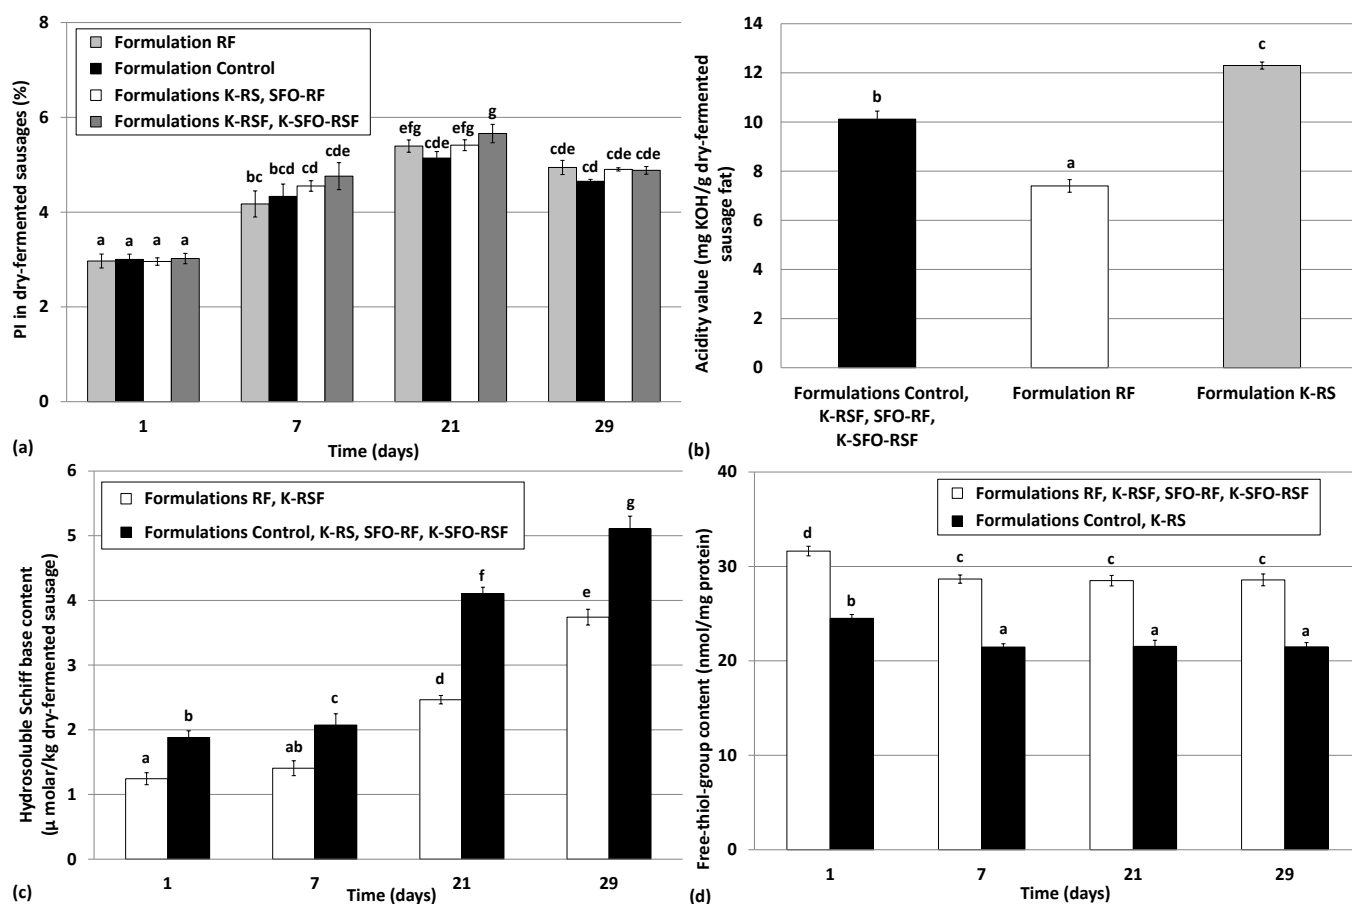 PI in dry-fermented sausages (%)
8
6
4
2
0
Formulation RF
Formulation Control
Formulations K-RS, SFO-RF
Formulations K-RSF, K-SFO-RSF
a a a a
bc bcd cd cde
efg cde efg g
cde cd cde cde
1 7 21 29
Time (days)
(a)
Acidity value (mg KOH/g dry-fermented
sausage fat)
14
12
10
8
6
4
2
0
b
a
c
Formulations Control,
K-RSF, SFO-RF,
K-SFO-RSF
Formulation RF
Formulation K-RS
(b)
Hydrosoluble Schiff base content
(µ molar/kg dry-fermented sausage)
6
5
4
3
2
1
0
Formulations RF, K-RSF
Formulations Control, K-RS, SFO-RF, K-SFO-RSF
a b
ab c
d f
e g
1 7 21 29
Time (days)
(c)
Free-thiol-group content (nmol/mg protein)
40
30
20
10
0
Formulations RF, K-RSF, SFO-RF, K-SFO-RSF
Formulations Control, K-RS
d b
c a
c a
c a
1 7 21 29
Time (days)
(d)